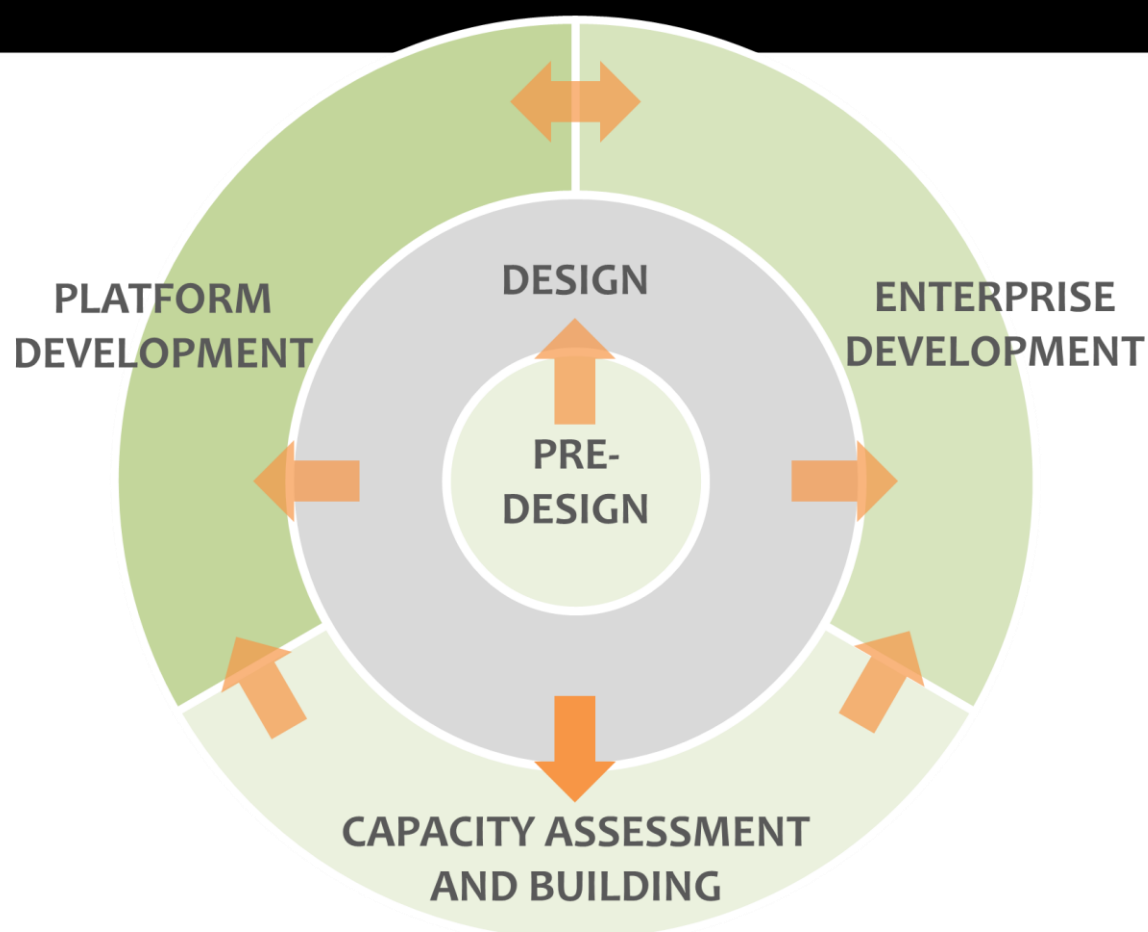 DESIGN
PLATFORM
DEVELOPMENT
ENTERPRISE
DEVELOPMENT
PRE-
DESIGN
CAPACITY ASSESSMENT
AND BUILDING